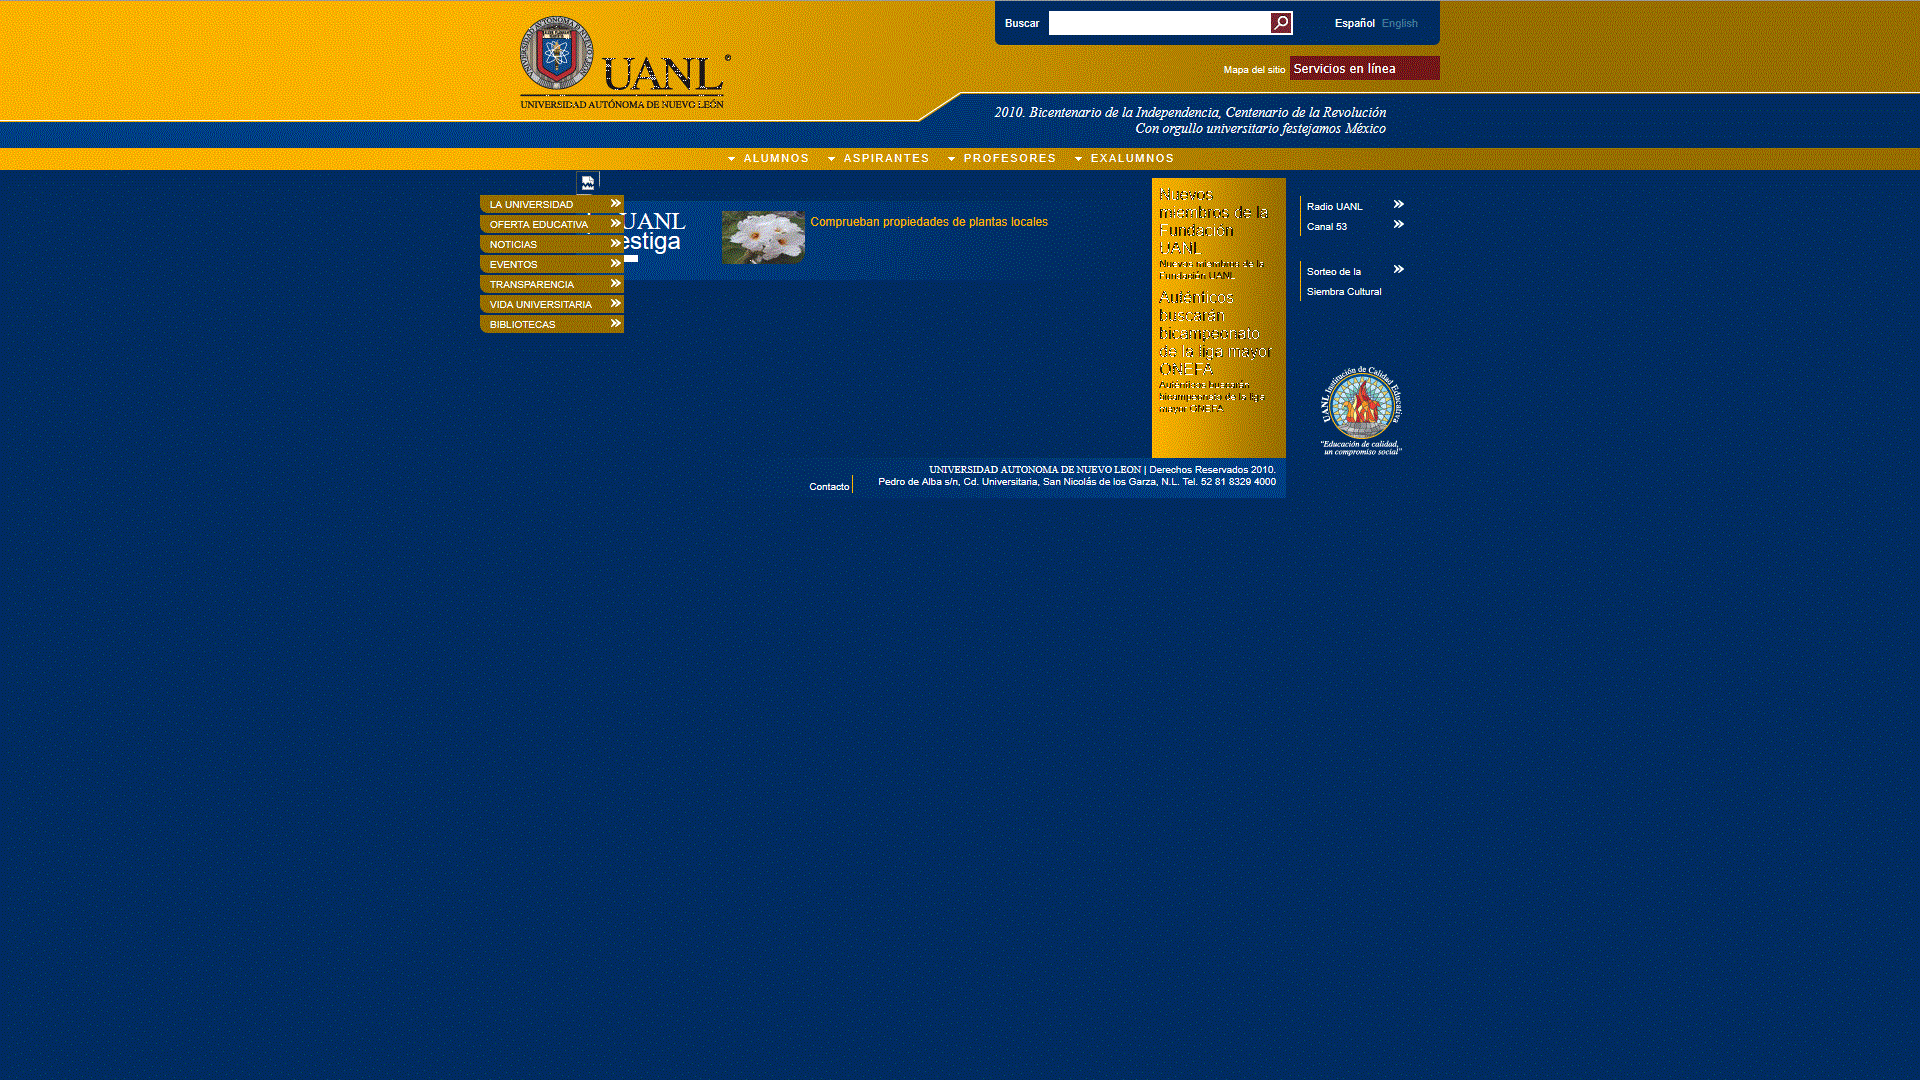 Buscar
Español English
UANL
UNIVERSIDAD AUTÓNOMA DE NUEVO LEÓN
Mapa del sitio
Servicios en línea
2010. Bicentenario de la Independencia, Centenario de la Revolución
Con orgullo universitario festejamos México
ALUMNOS ASPIRANTES PROFESORES EXALUMNOS
LA UNIVERSIDAD
OFERTA EDUCATIVA
NOTICIAS
EVENTOS
TRANSPARENCIA
VIDA UNIVERSITARIA
BIBLIOTECAS
UANL
estiga
Comprueban propiedades de plantas locales
Nuevos
miembros de la
Fundación
UANL
Nuevos miembros de la
Fundación UANL
Auténticos
buscarán
bicampeonato
de la liga mayor
ONEFA
Auténticos buscarán
bicampeonato de la liga
mayor ONEFA
Radio UANL
Canal 53
Sorteo de la
Siembra Cultural
UANL Institución de Calidad Educativa
"Educación de calidad,
un compromiso social"
UNIVERSIDAD AUTONOMA DE NUEVO LEON | Derechos Reservados 2010.
Pedro de Alba s/n, Cd. Universitaria, San Nicolás de los Garza, N.L. Tel. 52 81 8329 4000
Contacto